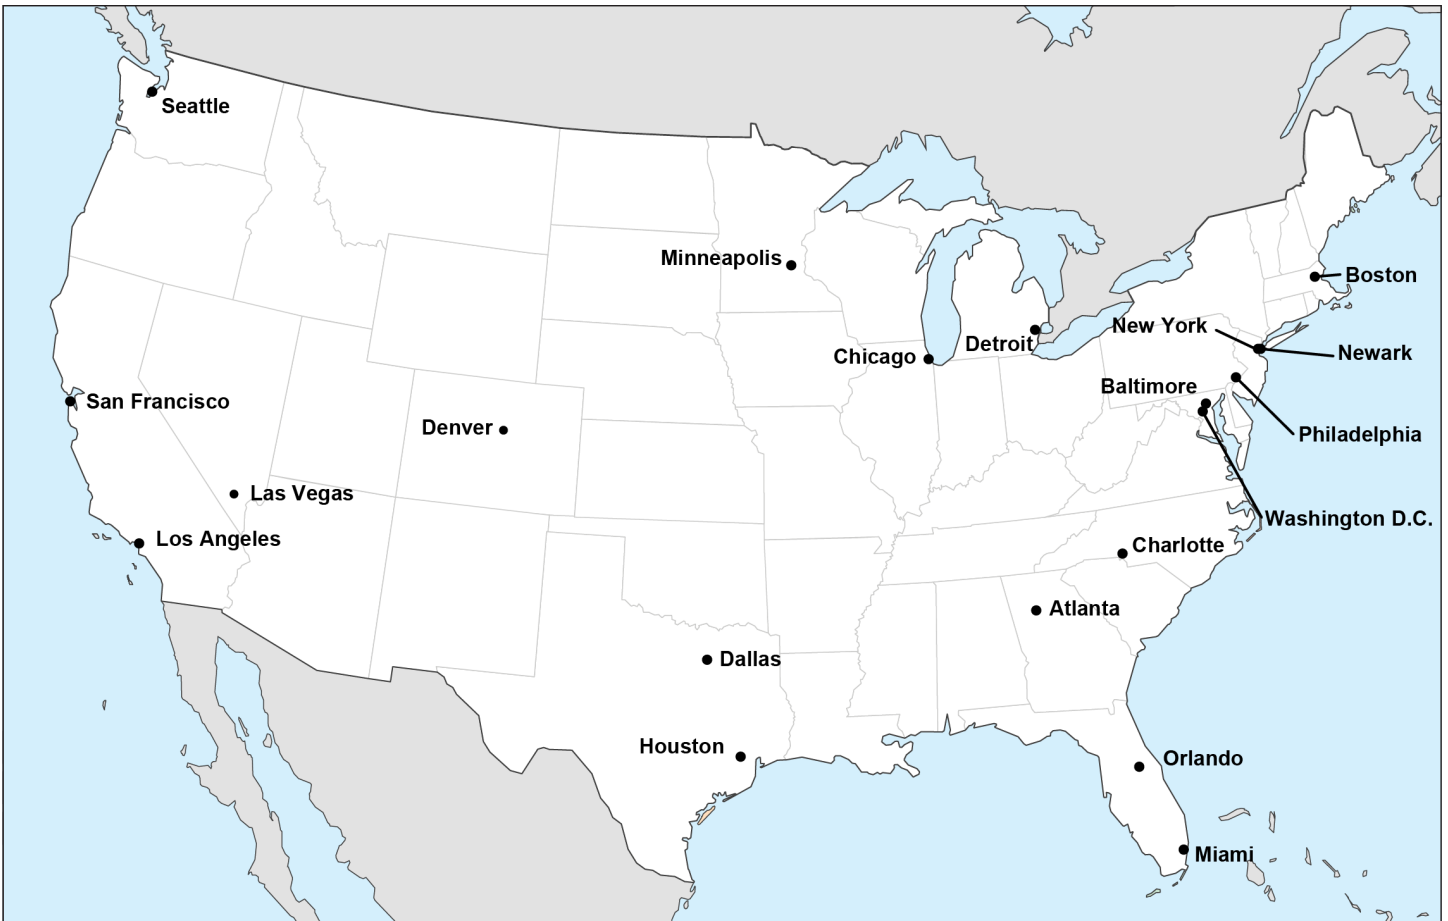 Seattle
Minneapolis
Boston
New York
Detroit
Newark
Chicago
Baltimore
San Francisco
Denver
Philadelphia
Las Vegas
Washington D.C.
Los Angeles
Charlotte
Atlanta
Dallas
Houston
Orlando
Miami